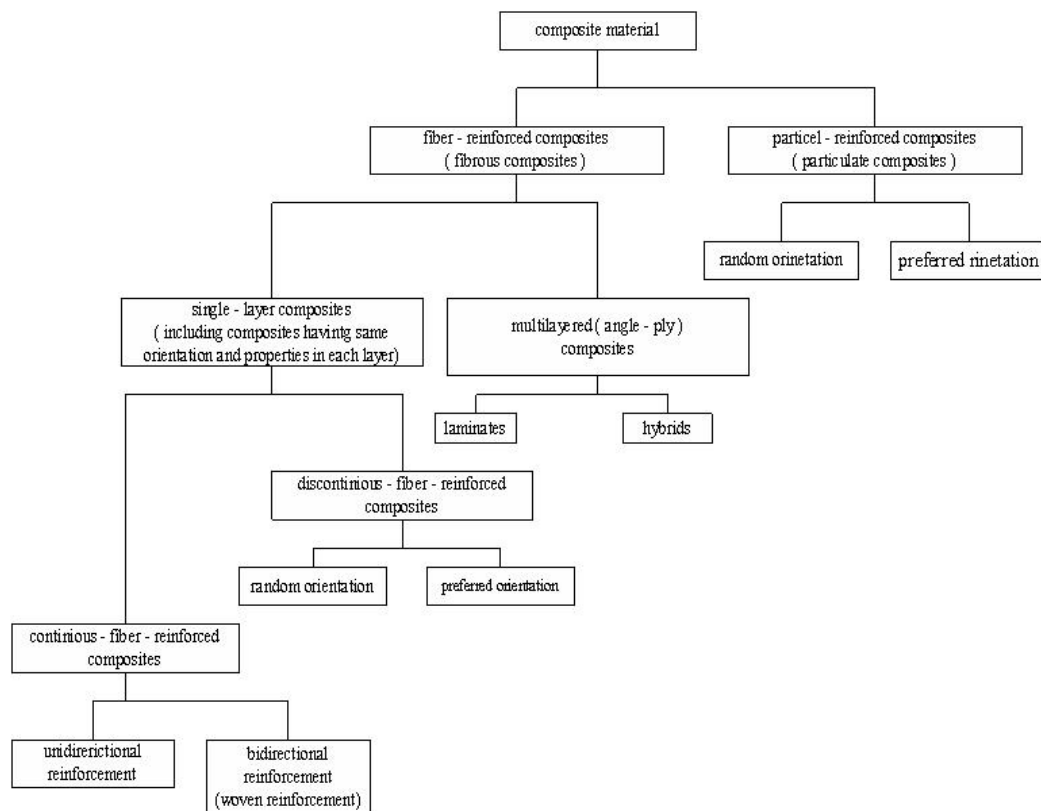 composite material
fiber - reinforced composites
( fibrous composites )
particel - reinforced composites
( particulate composites )
random orinetation
preferred rinetation
single - layer composites
( including composites havintg same
orientation and properties in each layer)
multilayered ( angle - ply )
composites
laminates
hybrids
discontinious - fiber - reinforced
composites
random orientation
preferred orientation
continious - fiber - reinforced
composites
unidirerictional
reinforcement
bidirectional
reinforcement
(woven reinforcement)